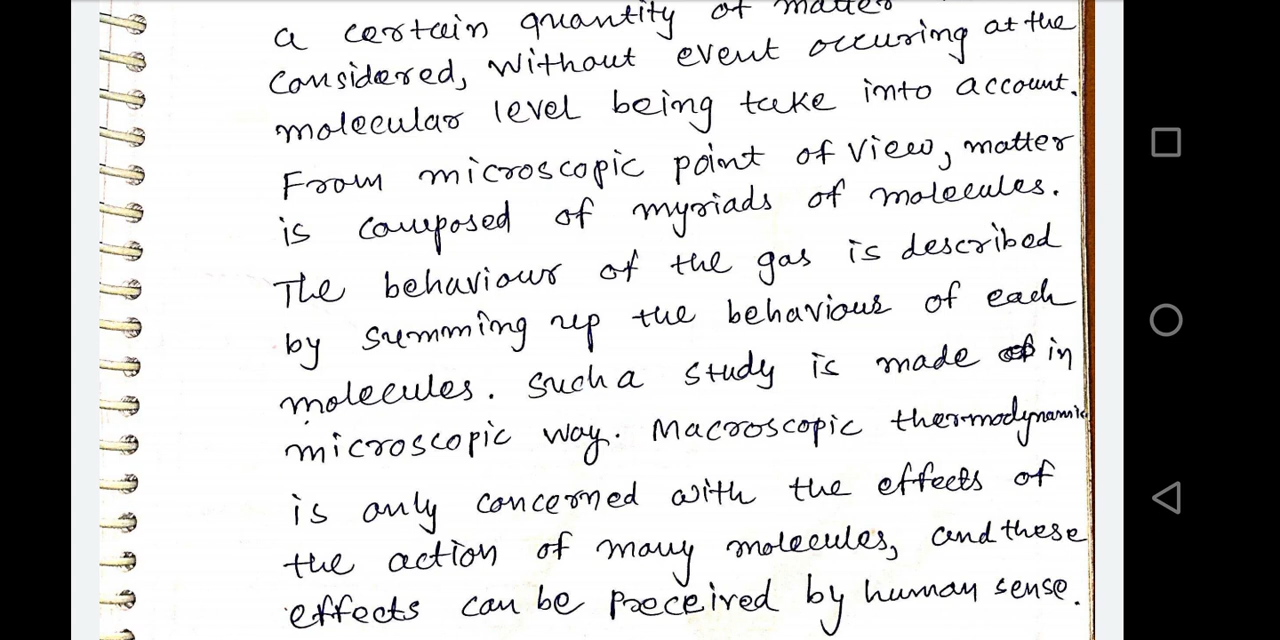 a certain quantity of matter
considered, without event occuring at the
molecular level being take into account.
From microscopic point of view, matter
is composed of myriads of molecules.
The behaviour of the gas is described
by summing up the behaviour of each
molecules. Such a study is made in
microscopic way. Macroscopic thermodynamic
is only concerned with the effects of
the action of many molecules, and these
effects can be preceived by human sense.